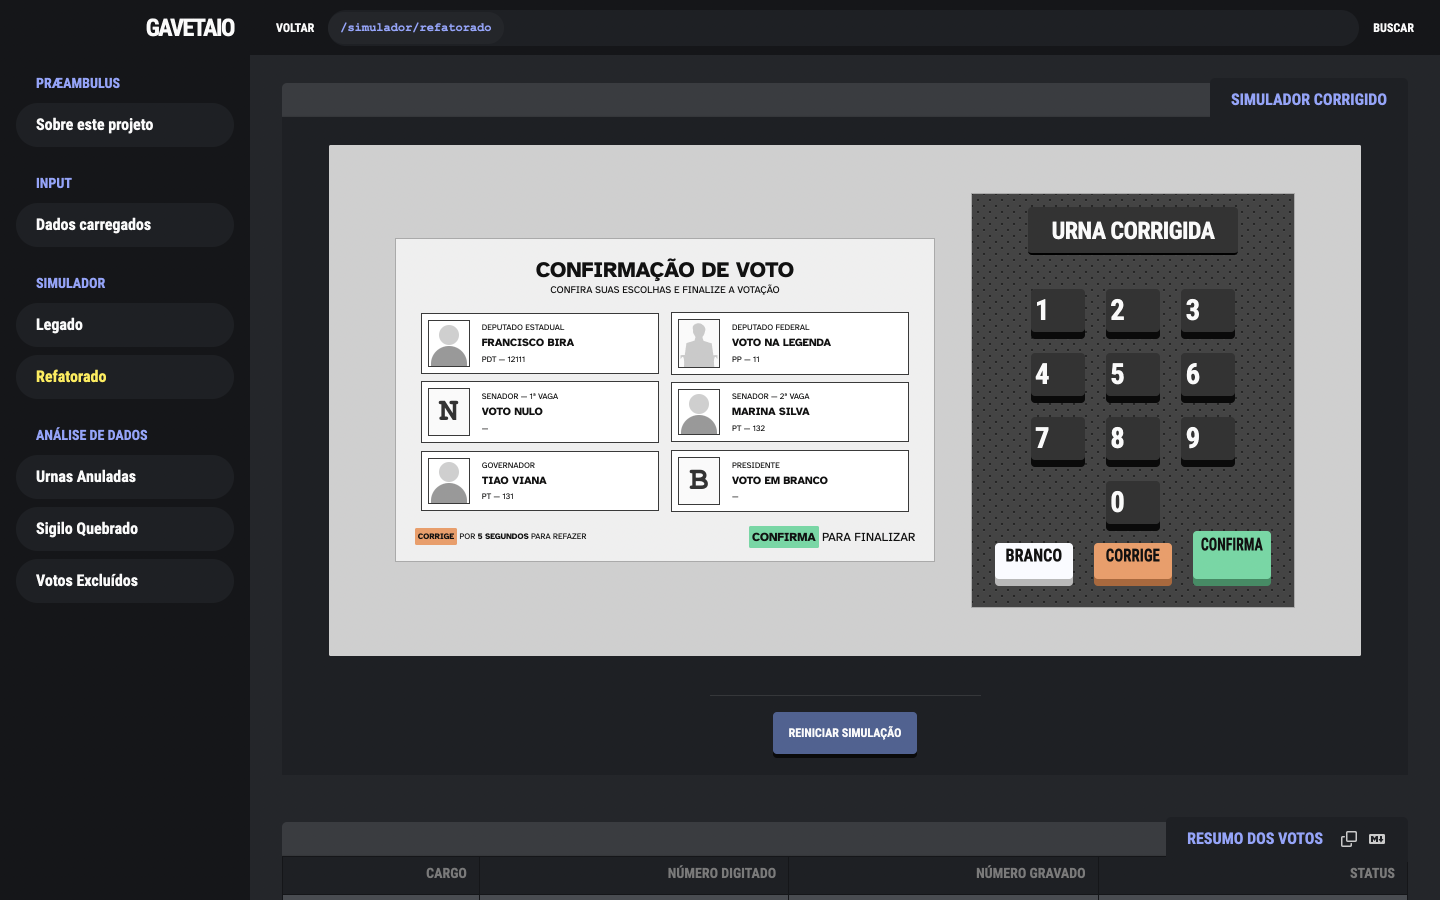 GAVETAIO
VOLTAR
/simulador/refatorado
BUSCAR
PRÆAMBULUS
Sobre este projeto
INPUT
Dados carregados
SIMULADOR
Legado
Refatorado
ANÁLISE DE DADOS
Urnas Anuladas
Sigilo Quebrado
Votos Excluídos
SIMULADOR CORRIGIDO
CONFIRMAÇÃO DE VOTO
CONFIRA SUAS ESCOLHAS E FINALIZE A VOTAÇÃO
DEPUTADO ESTADUAL
FRANCISCO BIRA
PDT — 12111
DEPUTADO FEDERAL
VOTO NA LEGENDA
PP — 11
N
SENADOR — 1ª VAGA
VOTO NULO
—
SENADOR — 2ª VAGA
MARINA SILVA
PT — 132
GOVERNADOR
TIAO VIANA
PT — 131
B
PRESIDENTE
VOTO EM BRANCO
—
CORRIGE POR 5 SEGUNDOS PARA REFAZER
CONFIRMA PARA FINALIZAR
URNA CORRIGIDA
1 2 3
4 5 6
7 8 9
0
BRANCO CORRIGE CONFIRMA
REINICIAR SIMULAÇÃO
RESUMO DOS VOTOS
CARGO NÚMERO DIGITADO NÚMERO GRAVADO STATUS